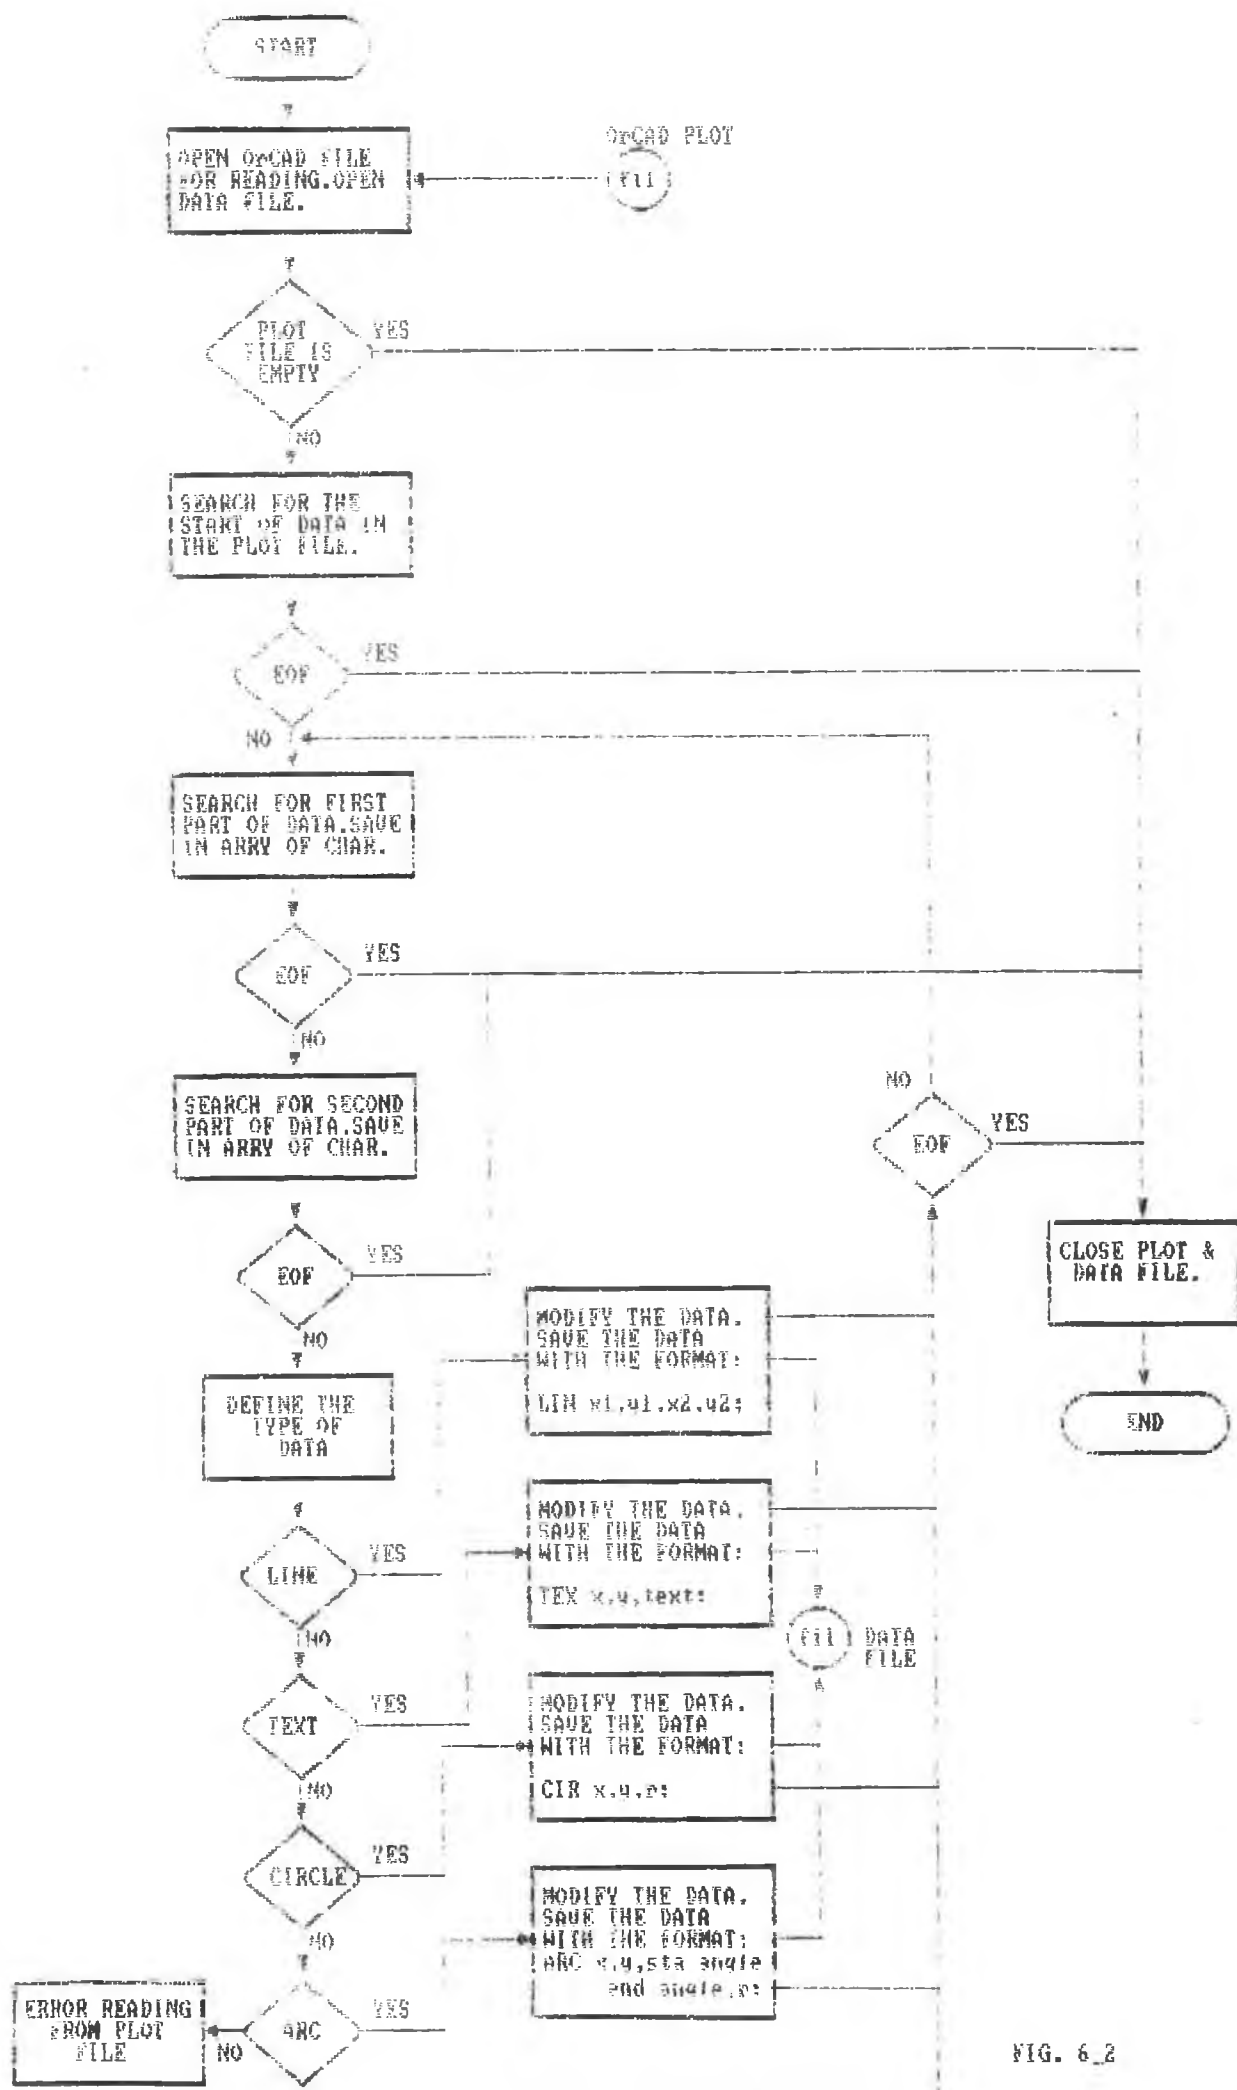 START
OrCAD PLOT
fil
OPEN OrCAD FILE
FOR READING.OPEN
DATA FILE.
PLOT
FILE IS
EMPTY
YES
NO
SEARCH FOR THE
START OF DATA IN
THE PLOT FILE.
EOF
YES
NO
SEARCH FOR FIRST
PART OF DATA.SAVE
IN ARRY OF CHAR.
EOF
YES
NO
SEARCH FOR SECOND
PART OF DATA.SAVE
IN ARRY OF CHAR.
NO
EOF
YES
EOF
YES
NO
CLOSE PLOT &
DATA FILE.
END
DEFINE THE
TYPE OF
DATA
MODIFY THE DATA.
SAVE THE DATA
WITH THE FORMAT:
LIN x1,y1,x2,y2;
LINE
YES
NO
MODIFY THE DATA.
SAVE THE DATA
WITH THE FORMAT:
TEX x,y,text;
fil
DATA
FILE
TEXT
YES
NO
MODIFY THE DATA.
SAVE THE DATA
WITH THE FORMAT:
CIR x,y,r;
CIRCLE
YES
NO
MODIFY THE DATA.
SAVE THE DATA
WITH THE FORMAT:
ARC x,y,sta angle
end angle,r;
ARC
YES
NO
ERROR READING
FROM PLOT
FILE
FIG. 6_2